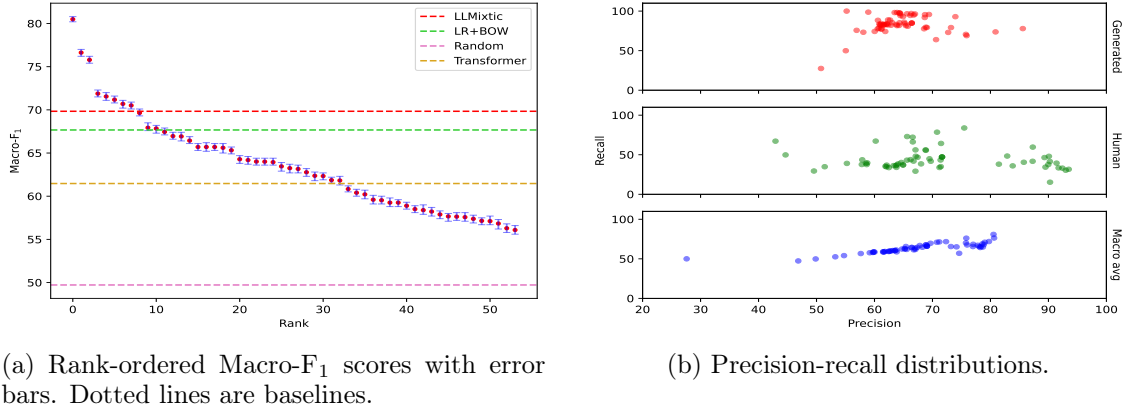 80
75
70
65
60
55
50
0
10
20
30
40
50
Macro-F1
Rank
LLMixtic
LR+BOW
Random
Transformer
100
50
0
Generated
100
50
0
Human
100
50
0
Macro avg
Recall
20
30
40
50
60
70
80
90
100
Precision
(a) Rank-ordered Macro-F1 scores with error
bars. Dotted lines are baselines.
(b) Precision-recall distributions.